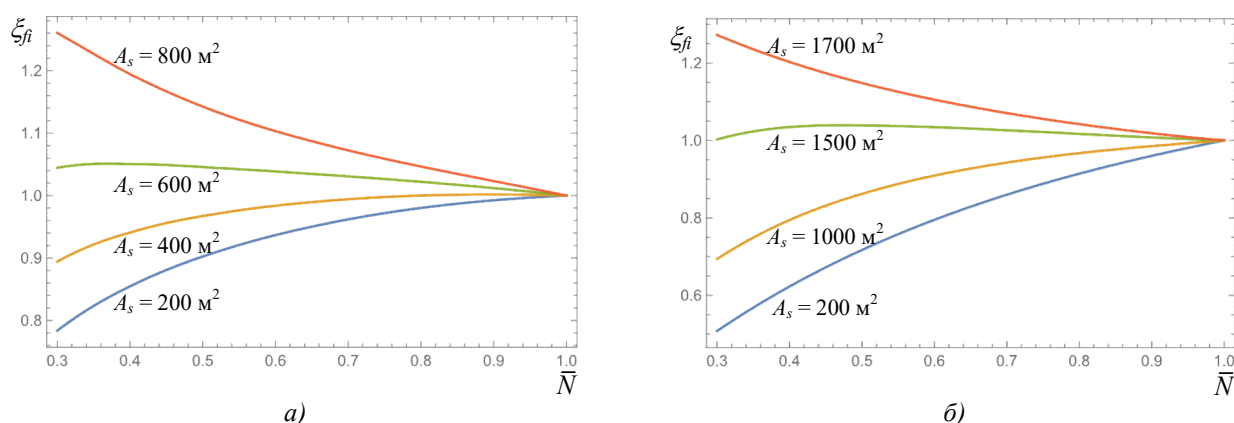 ξfi
1.2
1.1
1.0
0.9
0.8
As = 800 м²
As = 600 м²
As = 400 м²
As = 200 м²
0.3 0.4 0.5 0.6 0.7 0.8 0.9 1.0
N̅
а)
ξfi
1.2
1.0
0.8
0.6
As = 1700 м²
As = 1500 м²
As = 1000 м²
As = 200 м²
0.3 0.4 0.5 0.6 0.7 0.8 0.9 1.0
N̅
б)